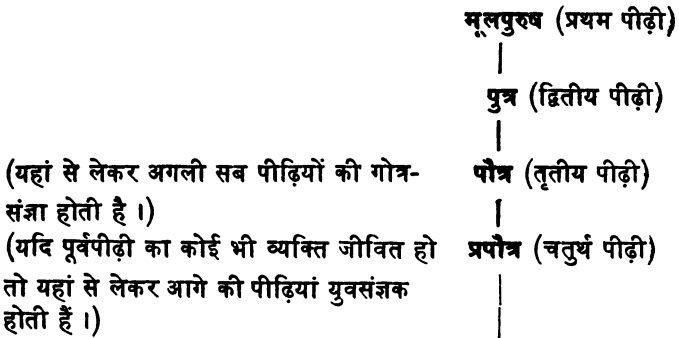 मूलपुरुष (प्रथम पीढ़ी)
पुत्र (द्वितीय पीढ़ी)
(यहां से लेकर अगली सब पीढ़ियों की गोत्र- पौत्र (तृतीय पीढ़ी)
संज्ञा होती है ।)
(यदि पूर्वपीढ़ी का कोई भी व्यक्ति जीवित हो प्रपौत्र (चतुर्थ पीढ़ी)
तो यहां से लेकर आगे की पीढ़ियां युवसंज्ञक
होती हैं ।)